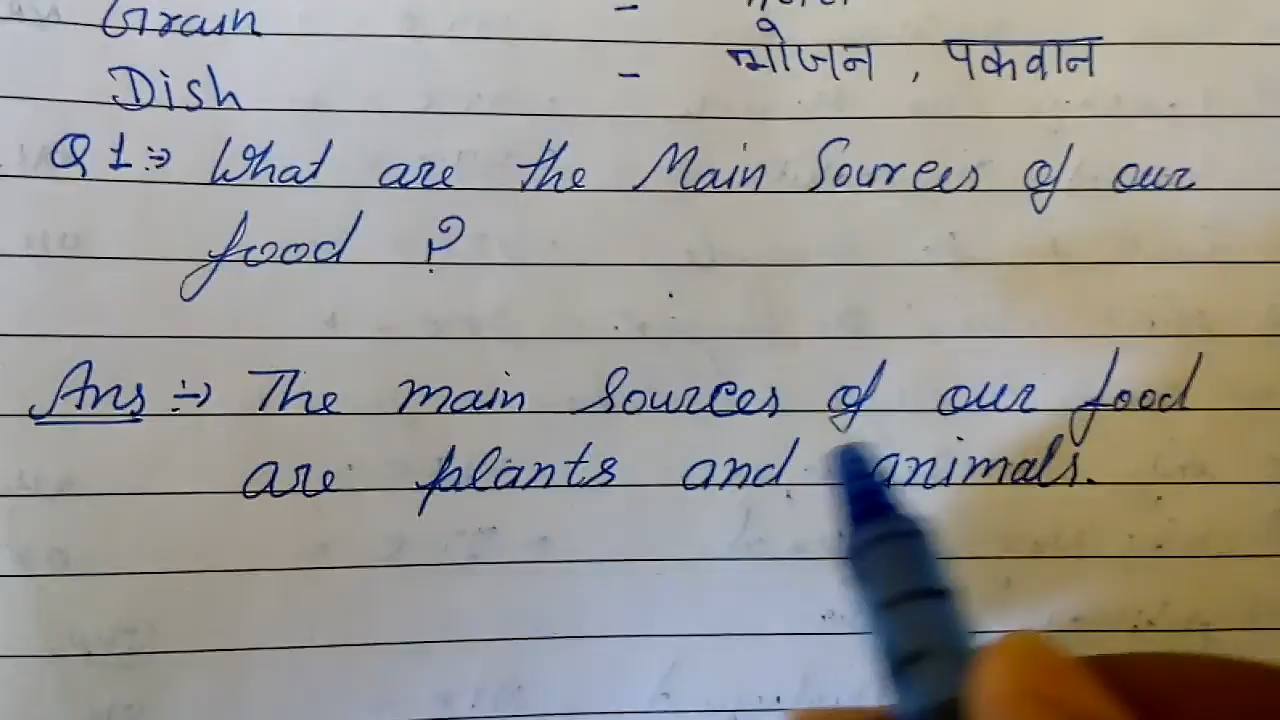 Grain -
Dish - भोजन , पकवान
Q1:⇒ What are the Main Sources of our
food ?
Ans :→ The main Sources of our food
are plants and animals.